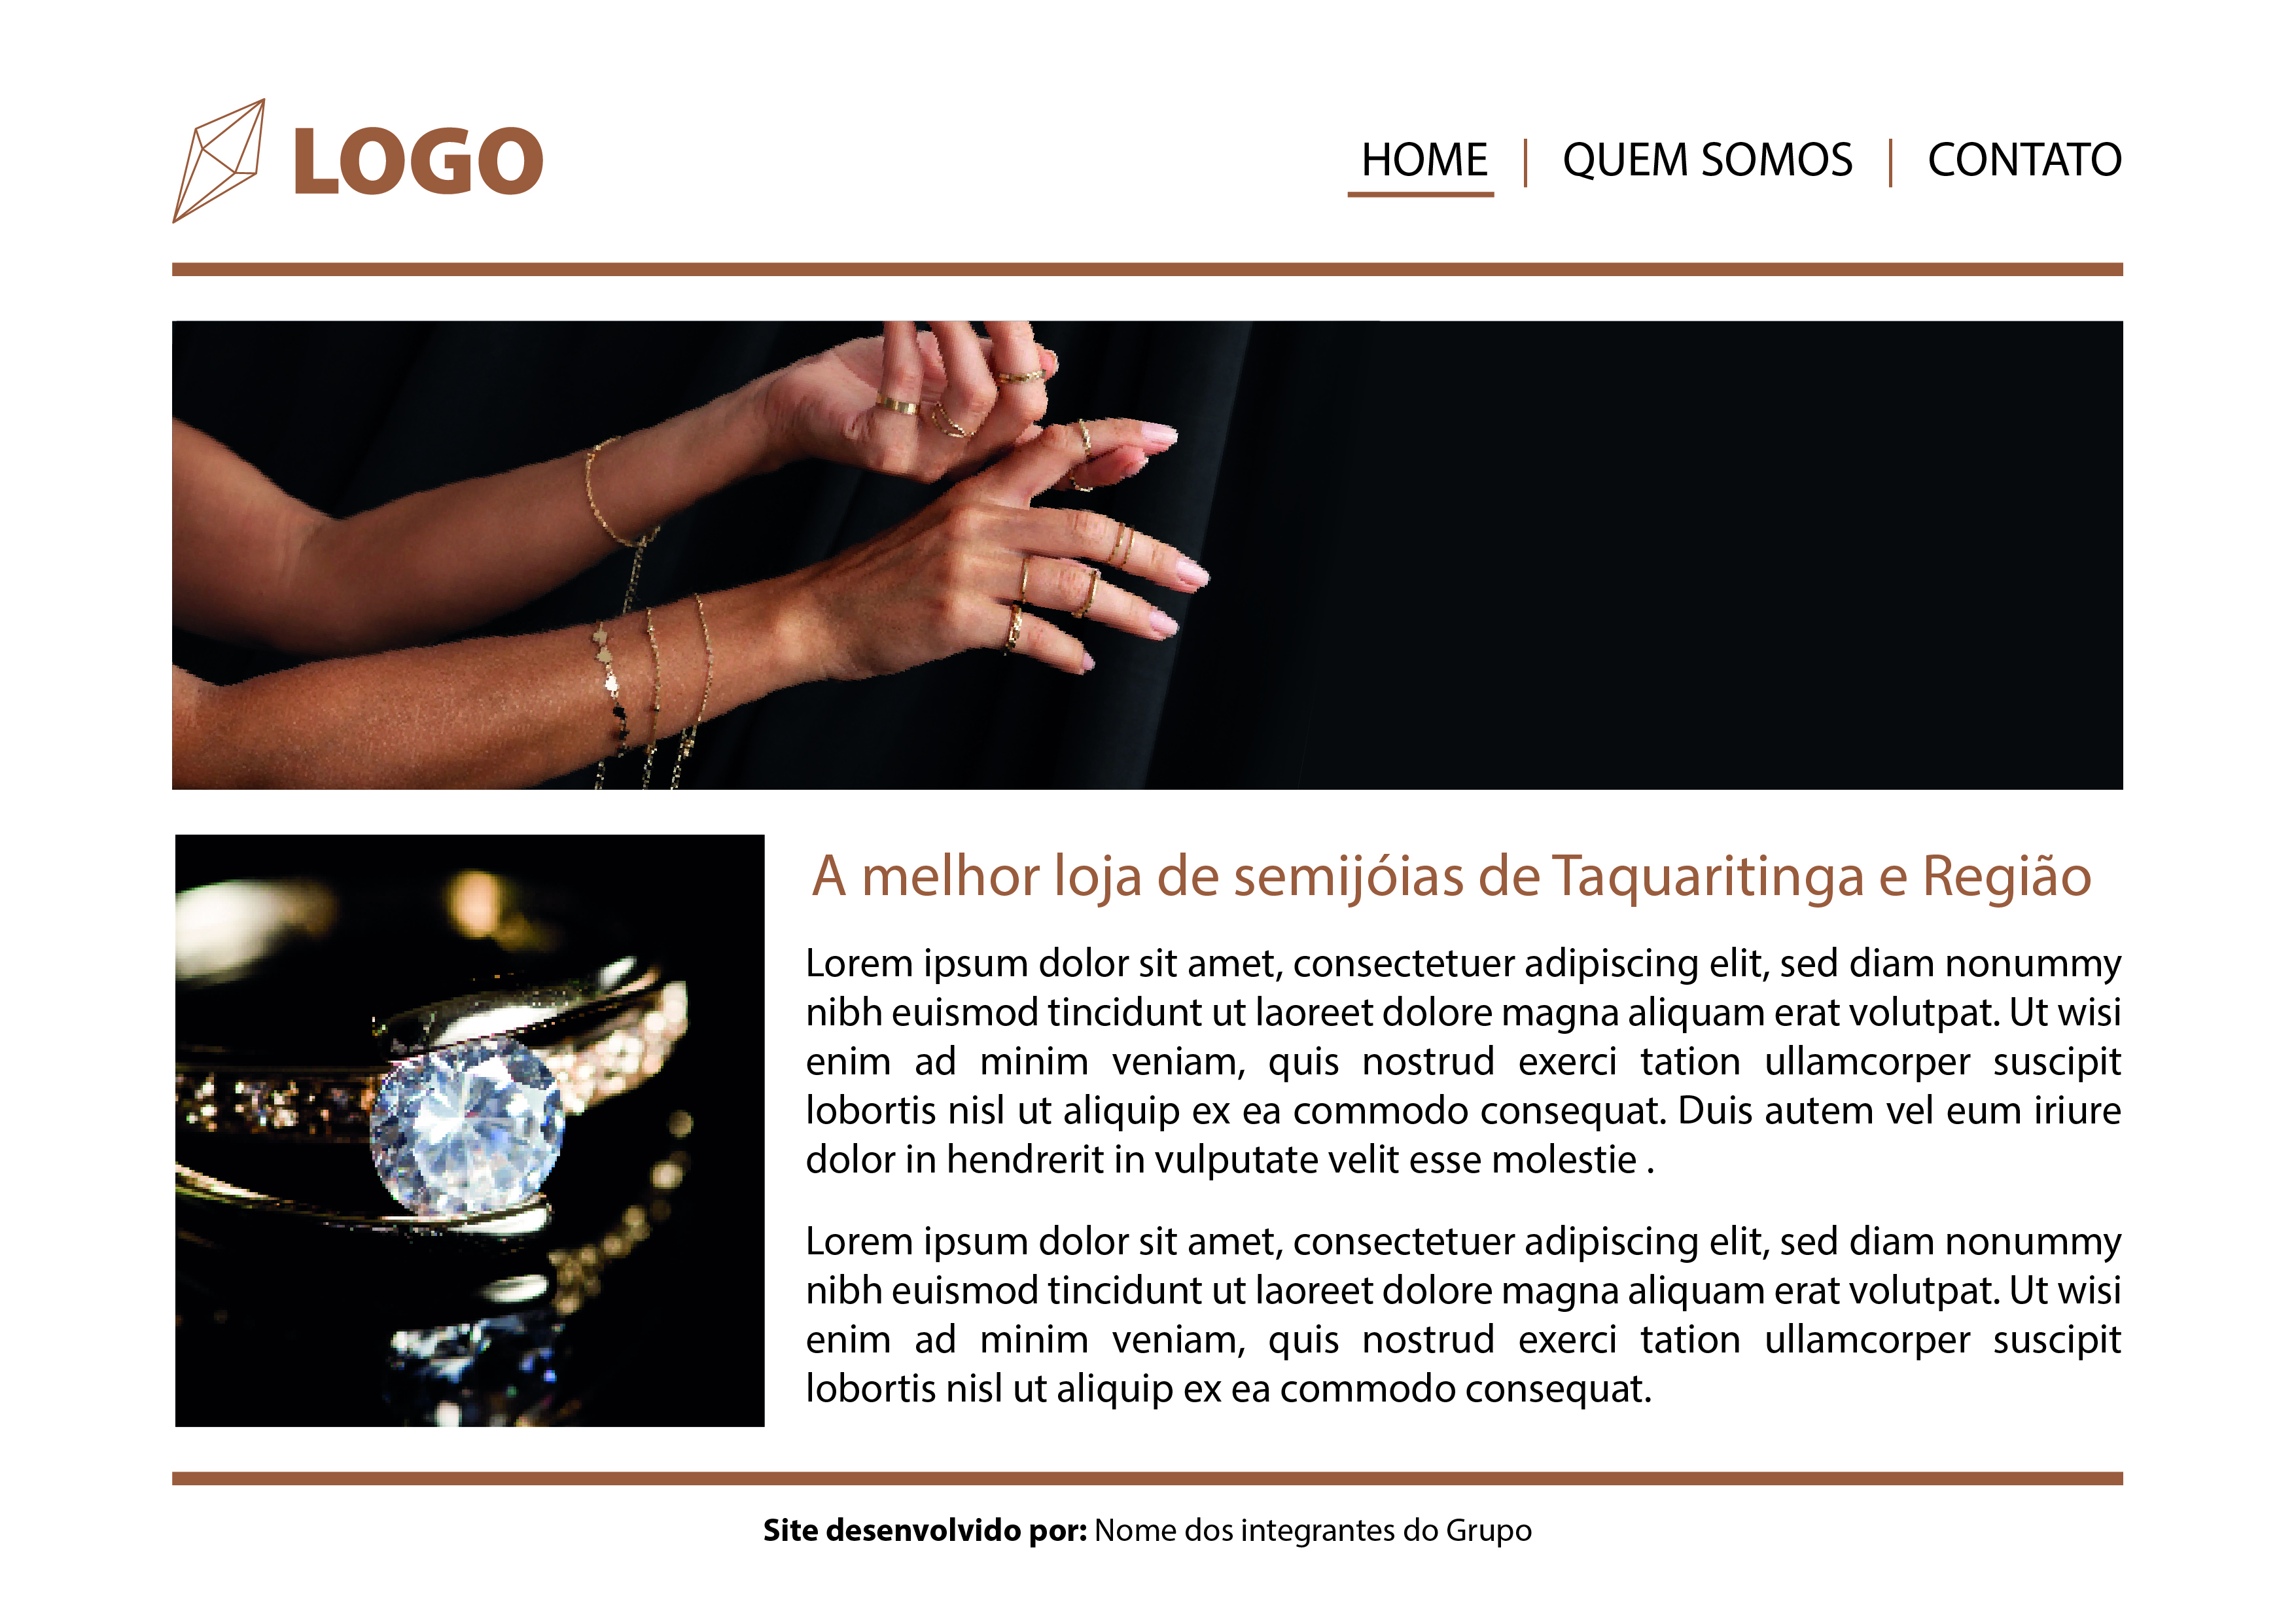 LOGO
HOME | QUEM SOMOS | CONTATO
A melhor loja de semijóias de Taquaritinga e Região
Lorem ipsum dolor sit amet, consectetuer adipiscing elit, sed diam nonummy
nibh euismod tincidunt ut laoreet dolore magna aliquam erat volutpat. Ut wisi
enim ad minim veniam, quis nostrud exerci tation ullamcorper suscipit
lobortis nisl ut aliquip ex ea commodo consequat. Duis autem vel eum iriure
dolor in hendrerit in vulputate velit esse molestie .
Lorem ipsum dolor sit amet, consectetuer adipiscing elit, sed diam nonummy
nibh euismod tincidunt ut laoreet dolore magna aliquam erat volutpat. Ut wisi
enim ad minim veniam, quis nostrud exerci tation ullamcorper suscipit
lobortis nisl ut aliquip ex ea commodo consequat.
Site desenvolvido por: Nome dos integrantes do Grupo